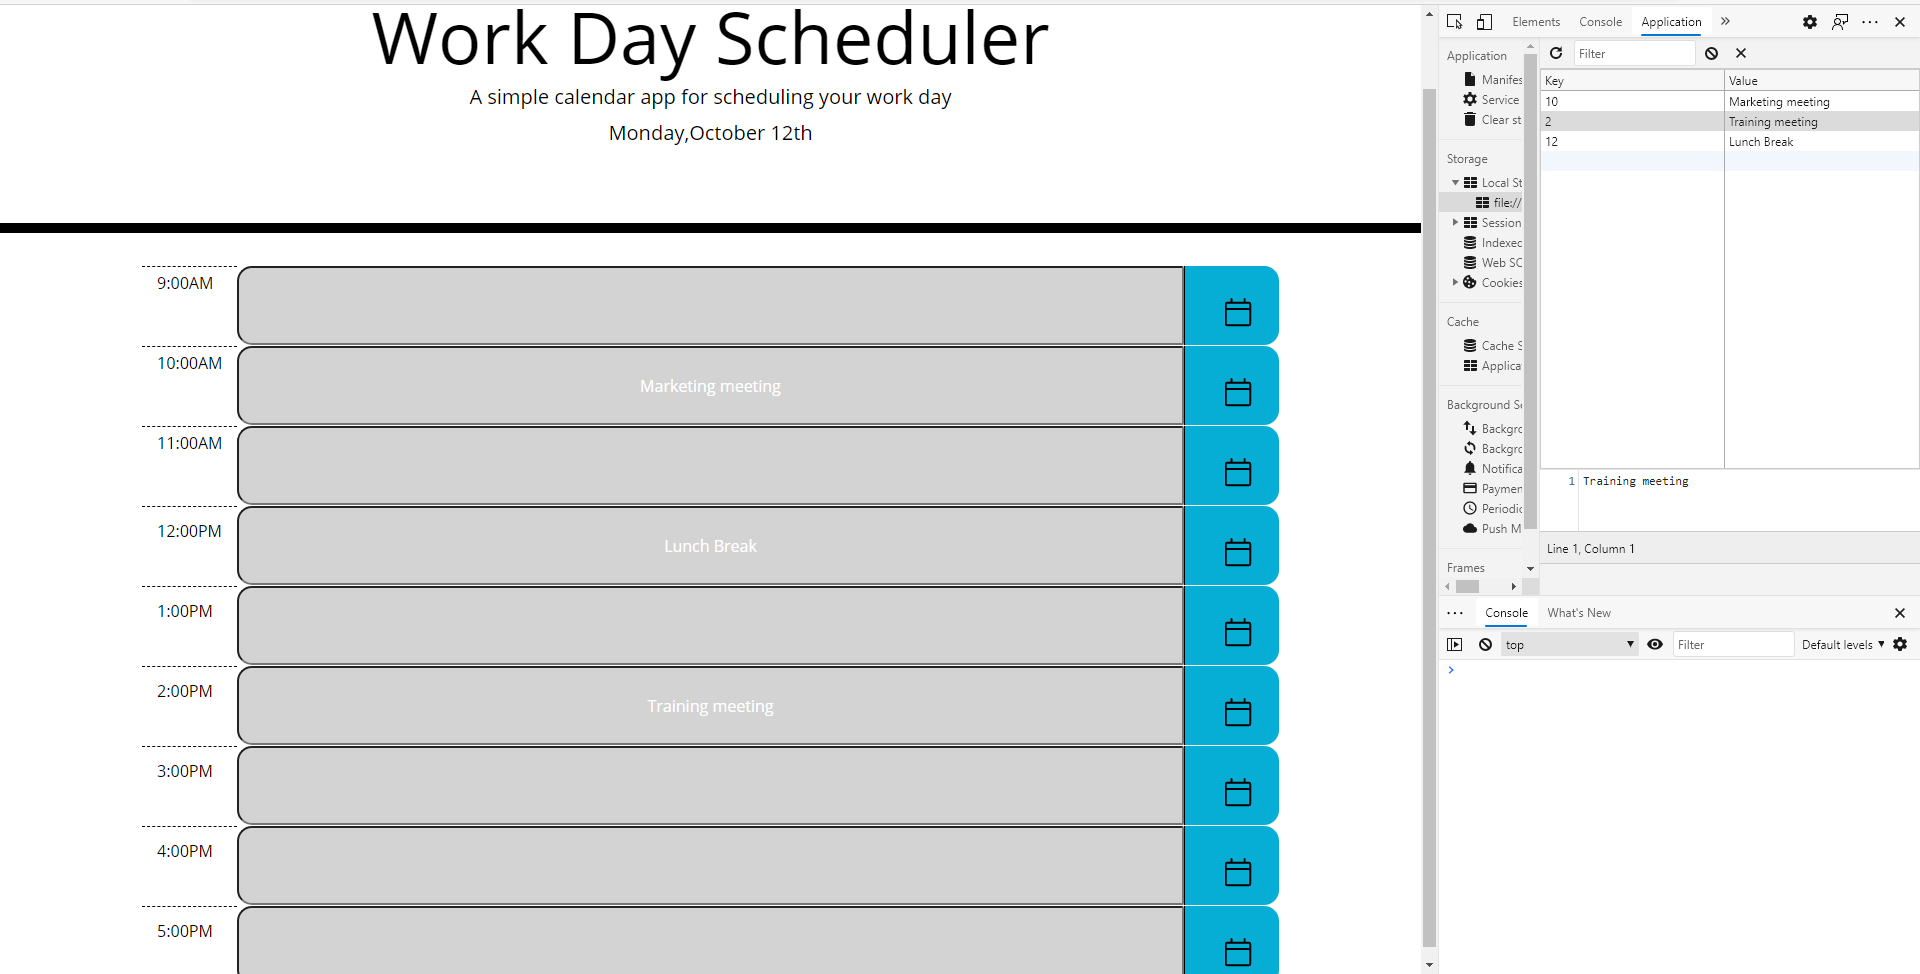 Work Day Scheduler
A simple calendar app for scheduling your work day
Monday,October 12th
9:00AM
10:00AM
Marketing meeting
11:00AM
12:00PM
Lunch Break
1:00PM
2:00PM
Training meeting
3:00PM
4:00PM
5:00PM
Elements Console Application »
Application
Manifes
Service
Clear st
Storage
Local St
file://
Session
Indexed
Web SC
Cookies
Cache
Cache S
Applica
Background Se
Backgro
Backgro
Notifica
Paymen
Periodic
Push M
Frames
Filter
Key Value
10 Marketing meeting
2 Training meeting
12 Lunch Break
1 Training meeting
Line 1, Column 1
Console What's New
top Filter Default levels